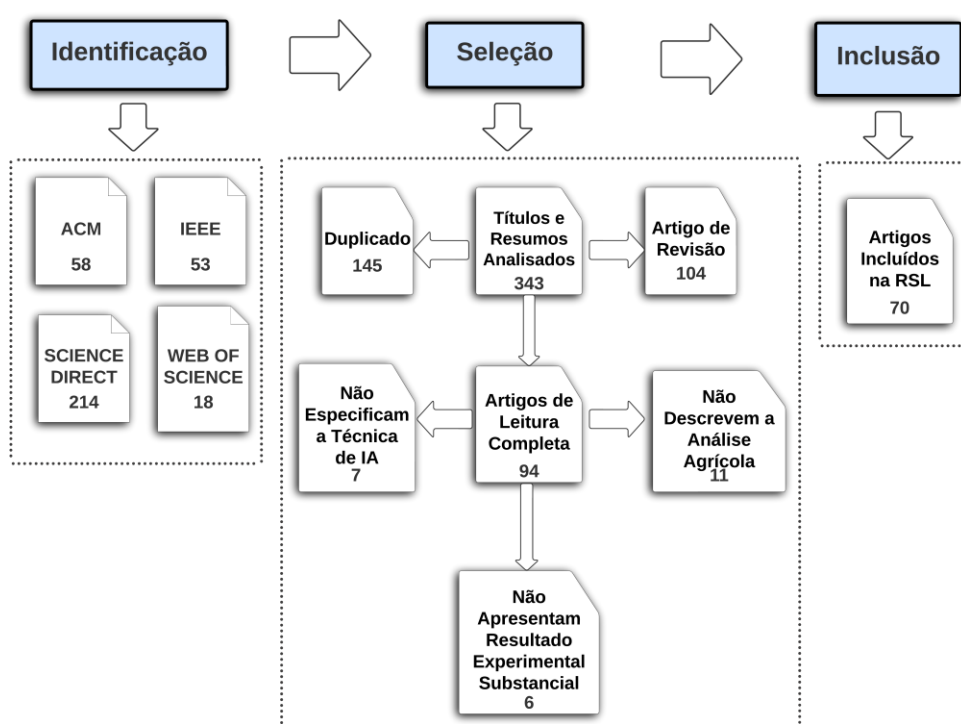 Identificação
Seleção
Inclusão
ACM
58
IEEE
53
SCIENCE
DIRECT
214
WEB OF
SCIENCE
18
Duplicado
145
Títulos e
Resumos
Analisados
343
Artigo de
Revisão
104
Não
Especificam
a Técnica
de IA
7
Artigos de
Leitura
Completa
94
Não
Descrevem a
Análise
Agrícola
11
Não
Apresentam
Resultado
Experimental
Substancial
6
Artigos
Incluídos
na RSL
70